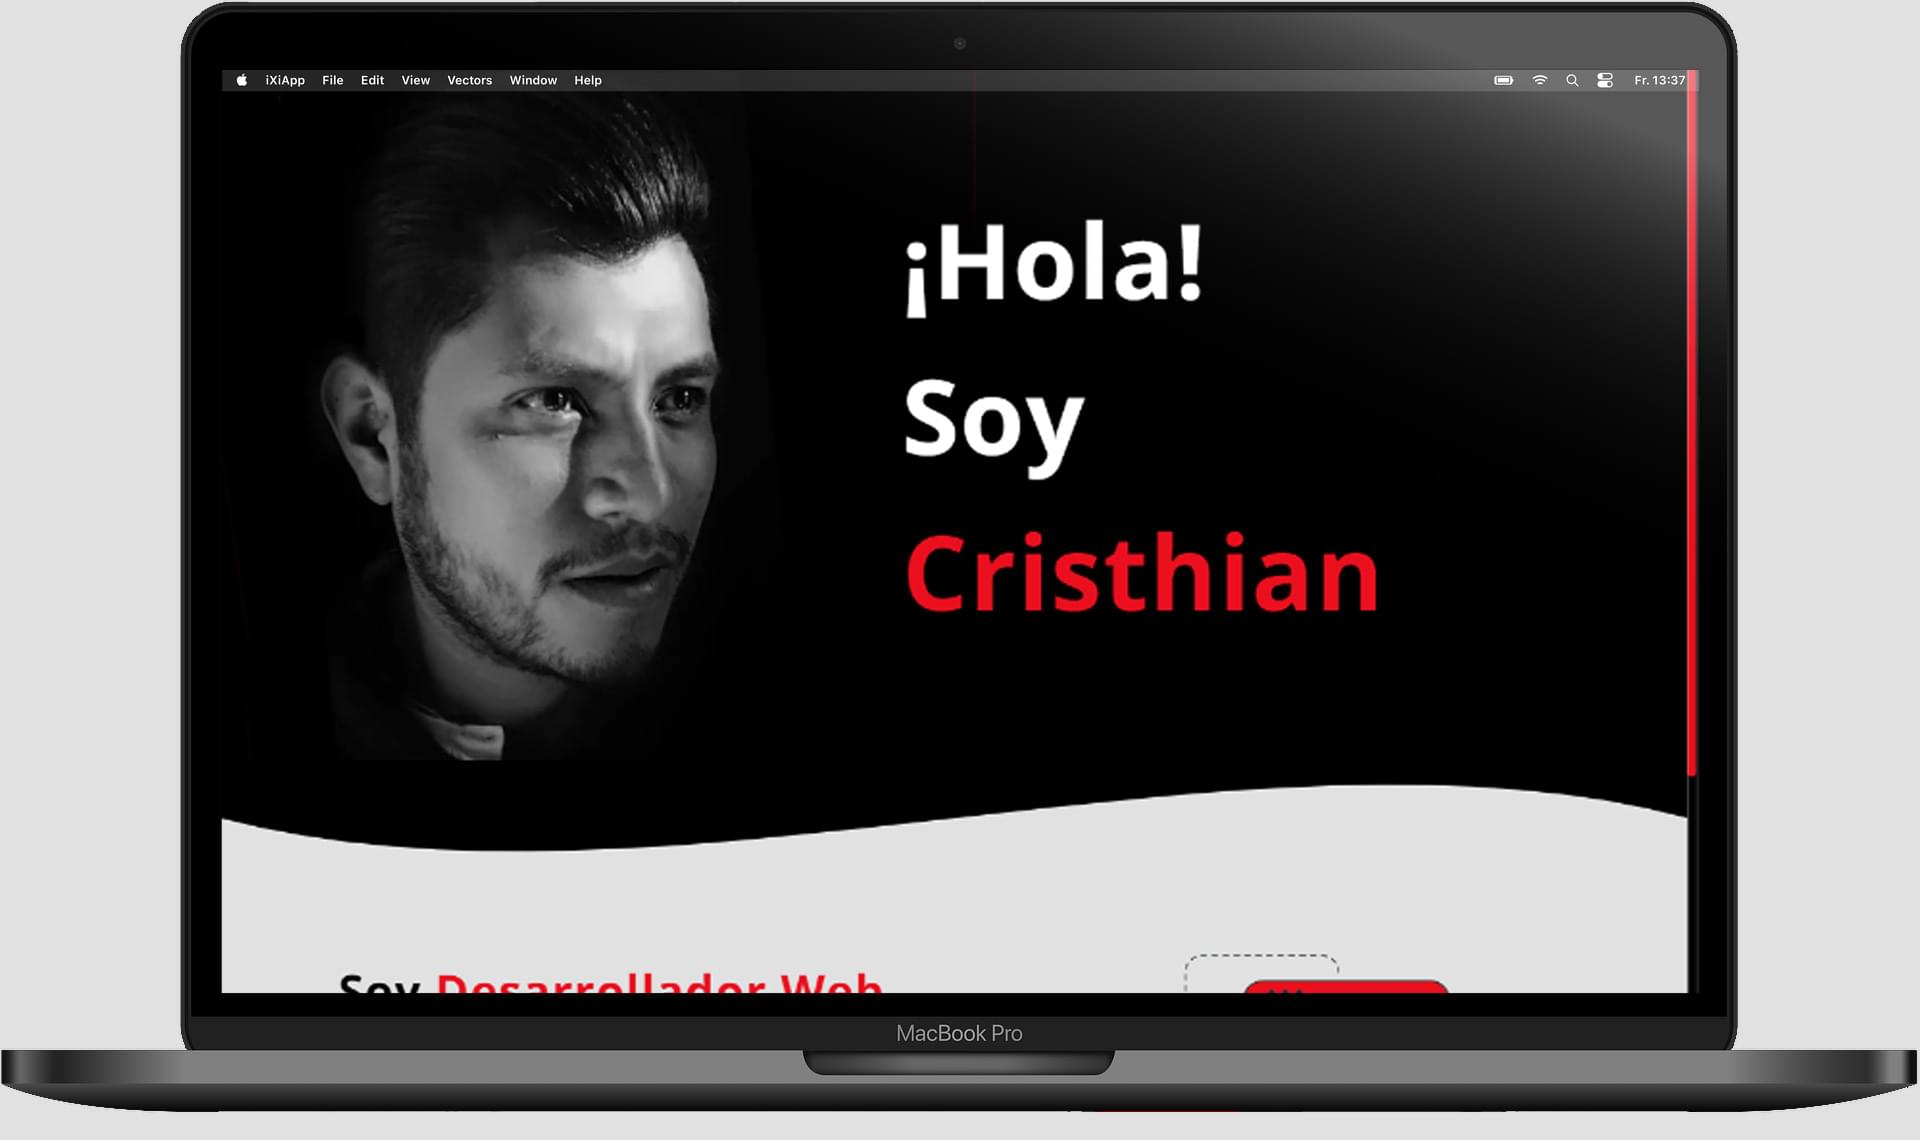 iXiApp File Edit View Vectors Window Help Fr. 13:37
¡Hola!
Soy
Cristhian
Soy Desarrollador Web
MacBook Pro